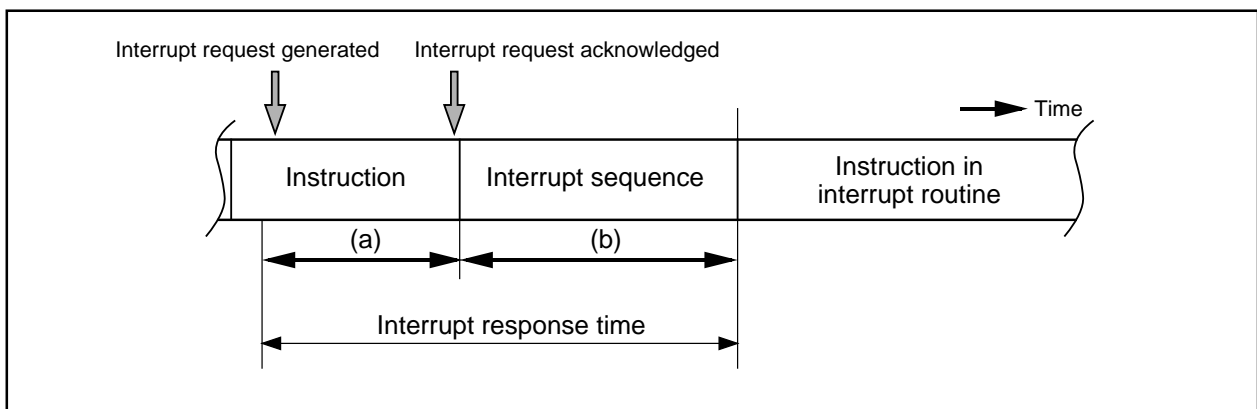 Interrupt request generated
Interrupt request acknowledged
Time
Instruction
Interrupt sequence
Instruction in
interrupt routine
(a)
(b)
Interrupt response time